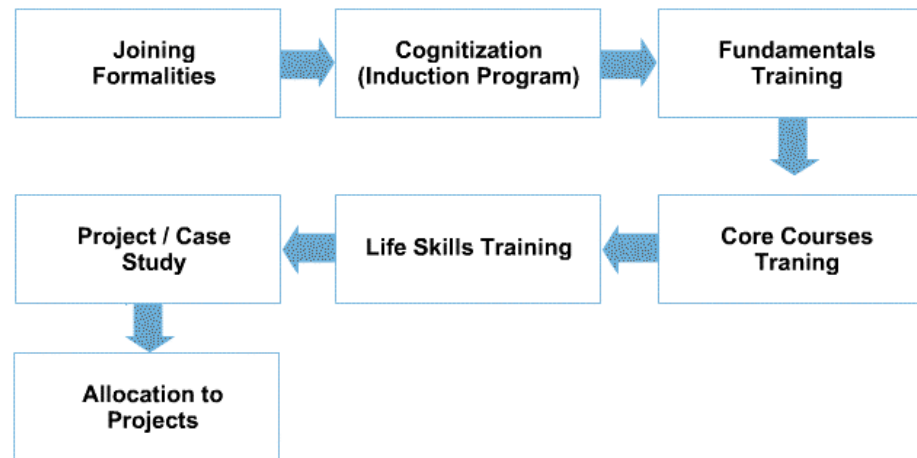 Joining
Formalities
Cognitization
(Induction Program)
Fundamentals
Training
Core Courses
Traning
Life Skills Training
Project / Case
Study
Allocation to
Projects